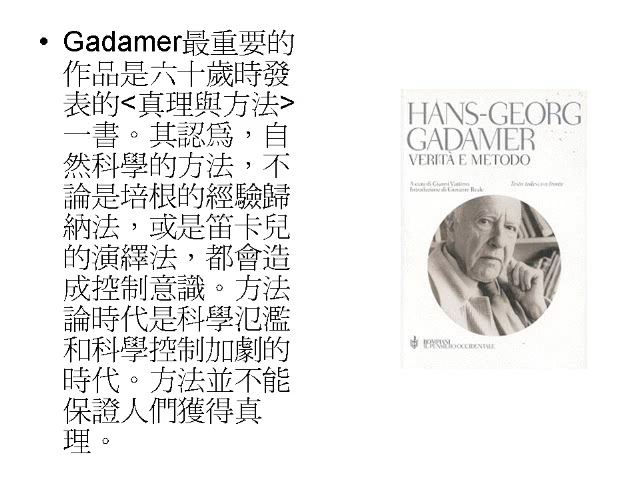 • Gadamer最重要的
作品是六十歲時發
表的<真理與方法>
一書。其認為，自
然科學的方法，不
論是培根的經驗歸
納法，或是笛卡兒
的演繹法，都會造
成控制意識。方法
論時代是科學氾濫
和科學控制加劇的
時代。方法並不能
保證人們獲得真
理。
HANS-GEORG
GADAMER
VERITÀ E METODO
A cura di Gianni Vattimo
Introduzione di Giovanni Reale
Testo tedesco a fronte
BOMPIANI
IL PENSIERO OCCIDENTALE